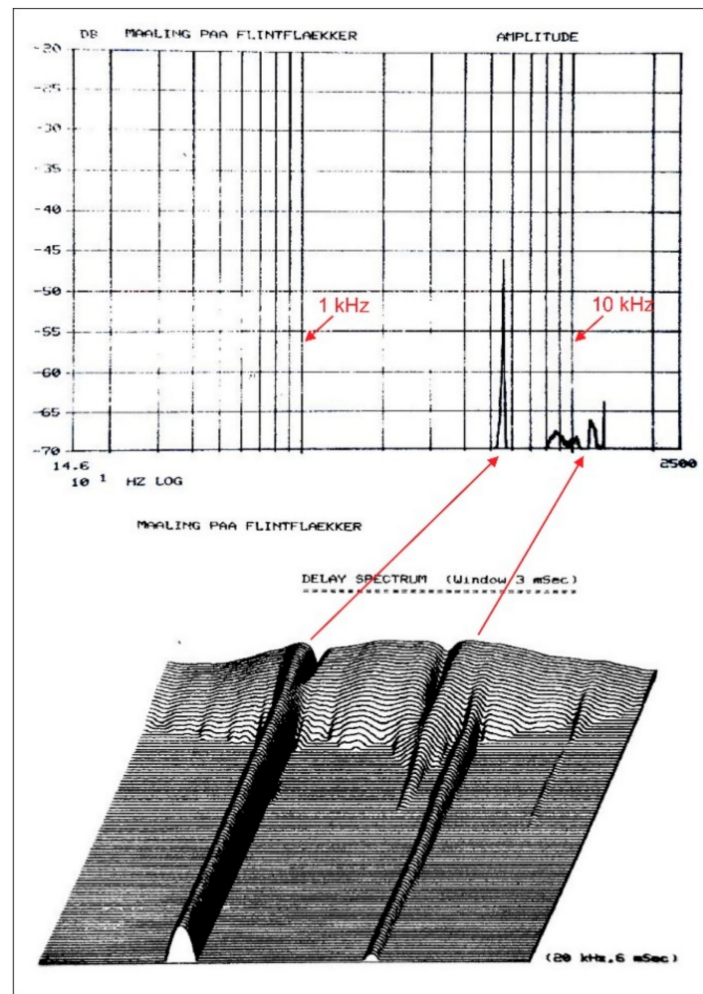 DB MAALING PAA FLINTFLAEKKER AMPLITUDE
-20
-25
-30
-35
-40
-45
-50
1 kHz 10 kHz
-55
-60
-65
-70
14.6 2500
10 1 HZ LOG
MAALING PAA FLINTFLAEKKER
DELAY SPECTRUM (Window 3 mSec)
(20 kHz,6 mSec)